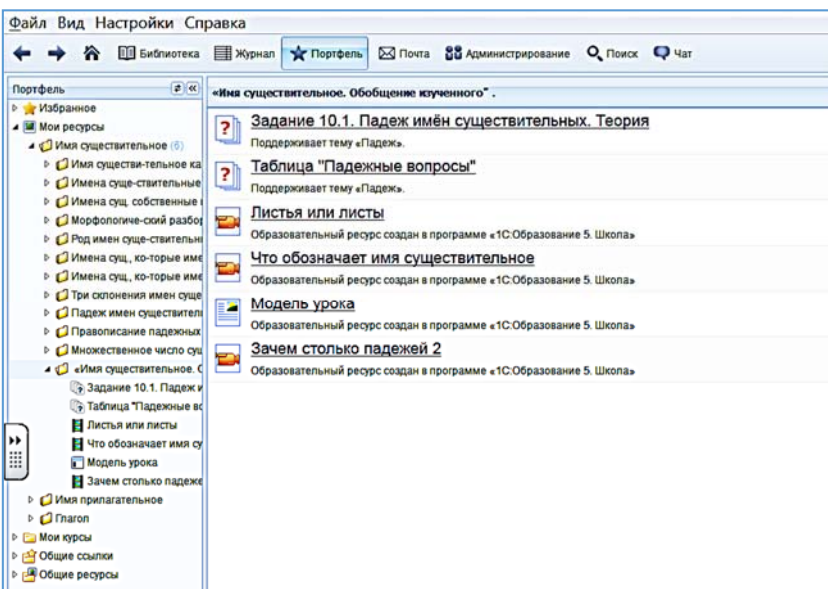 Файл Вид Настройки Справка
Библиотека Журнал Портфель Почта Администрирование Поиск Чат
Портфель
Избранное
Мои ресурсы
Имя существительное (6)
Имя существи-тельное ка
Имена суще-ствительные
Имена сущ. собственные
Морфологиче-ский разбор
Род имен суще-ствительн
Имена сущ., ко-торые име
Имена сущ., ко-торые име
Три склонения имен суще
Падеж имен существител
Правописание падежных
Множественное число сущ
«Имя существительное. О
Задание 10.1. Падеж и
Таблица "Падежные во
Листья или листы
Что обозначает имя су
Модель урока
Зачем столько падеже
Имя прилагательное
Глагол
Мои курсы
Общие ссылки
Общие ресурсы
«Имя существительное. Обобщение изученного" .
Задание 10.1. Падеж имён существительных. Теория
Поддерживает тему «Падеж».
Таблица "Падежные вопросы"
Поддерживает тему «Падеж».
Листья или листы
Образовательный ресурс создан в программе «1С:Образование 5. Школа»
Что обозначает имя существительное
Образовательный ресурс создан в программе «1С:Образование 5. Школа»
Модель урока
Образовательный ресурс создан в программе «1С:Образование 5. Школа»
Зачем столько падежей 2
Образовательный ресурс создан в программе «1С:Образование 5. Школа»